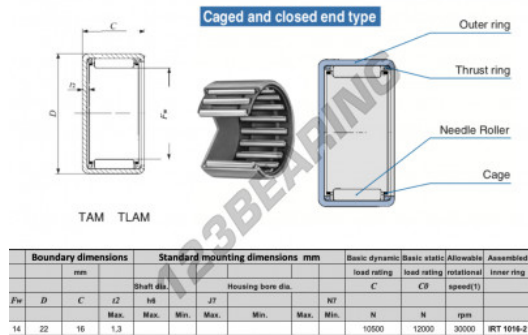 Caged and closed end type
C
t2
D
Fw
TAM TLAM
Outer ring
Thrust ring
Needle Roller
Cage
123BEARING
Boundary dimensions Standard mounting dimensions mm Basic dynamic Basic static Allowable Assembled
mm load rating load rating rotational inner ring
Shaft dia. Housing bore dia. C C0 speed(1)
Fw D C t2 h6 J7 N7
Max. Max. Min. Max. Min. Max. Min. N N rpm
14 22 16 1,3 10500 12000 30000 IRT 1016-2